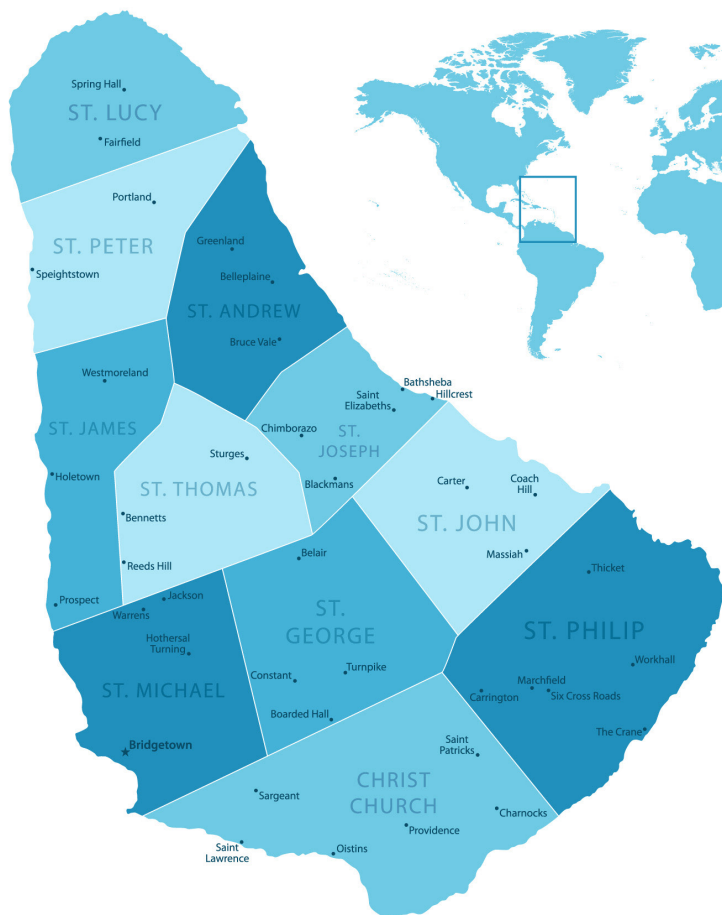 Spring Hall
ST. LUCY
Fairfield
Portland
ST. PETER
Speightstown
Greenland
Belleplaine
ST. ANDREW
Bruce Vale
Westmoreland
ST. JAMES
Holetown
Prospect
Sturges
ST. THOMAS
Bennetts
Reeds Hill
Bathsheba
Hillcrest
Saint
Elizabeths
Chimborazo
ST.
JOSEPH
Blackmans
Carter
Coach
Hill
ST. JOHN
Massiah
Belair
ST.
GEORGE
Turnpike
Constant
Boarded Hall
Jackson
Warrens
Hothersal
Turning
ST. MICHAEL
Bridgetown
Thicket
ST. PHILIP
Workhall
Marchfield
Carrington
Six Cross Roads
The Crane
Saint
Patricks
CHRIST
CHURCH
Sargeant
Charnocks
Providence
Saint
Lawrence
Oistins